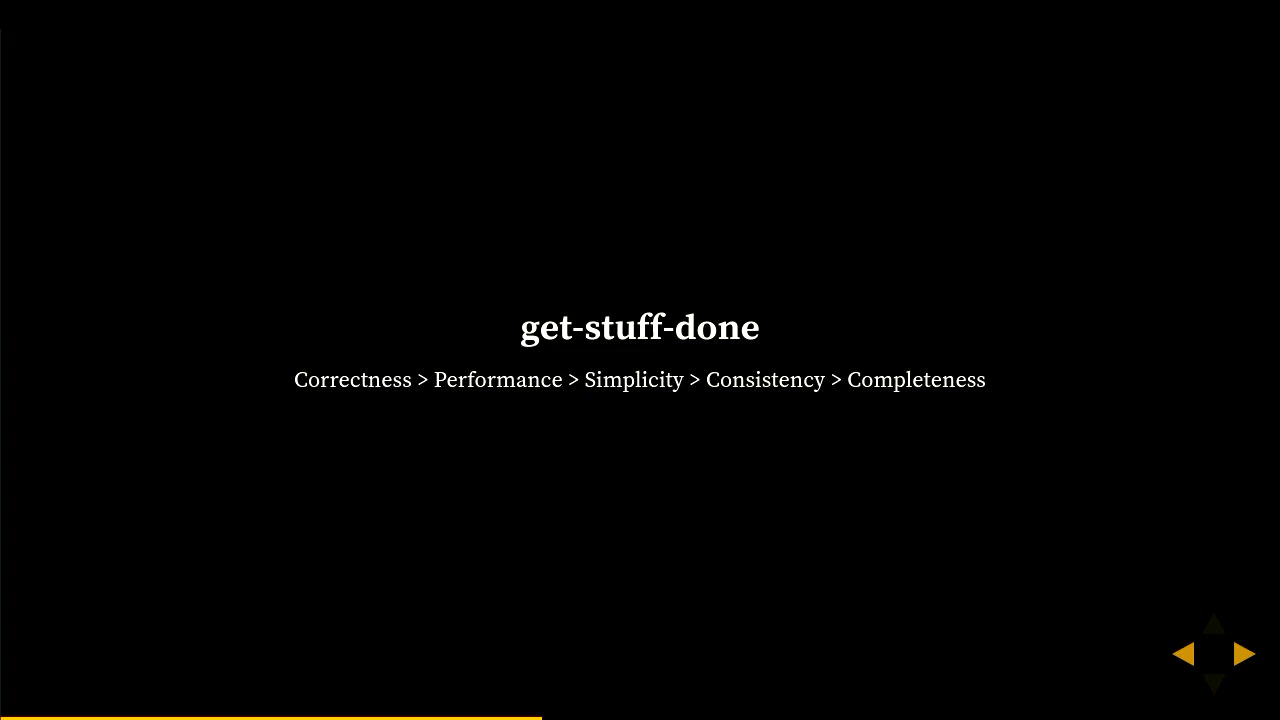 get-stuff-done
Correctness > Performance > Simplicity > Consistency > Completeness